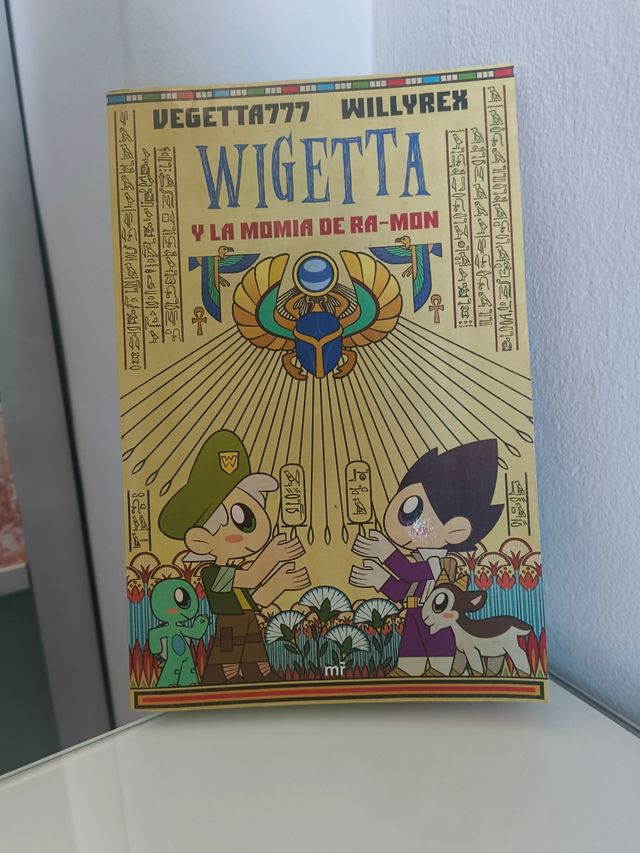 VEGETTA777 WILLYREX
WIGETTA
Y LA MOMIA DE RA-MON
W
mr